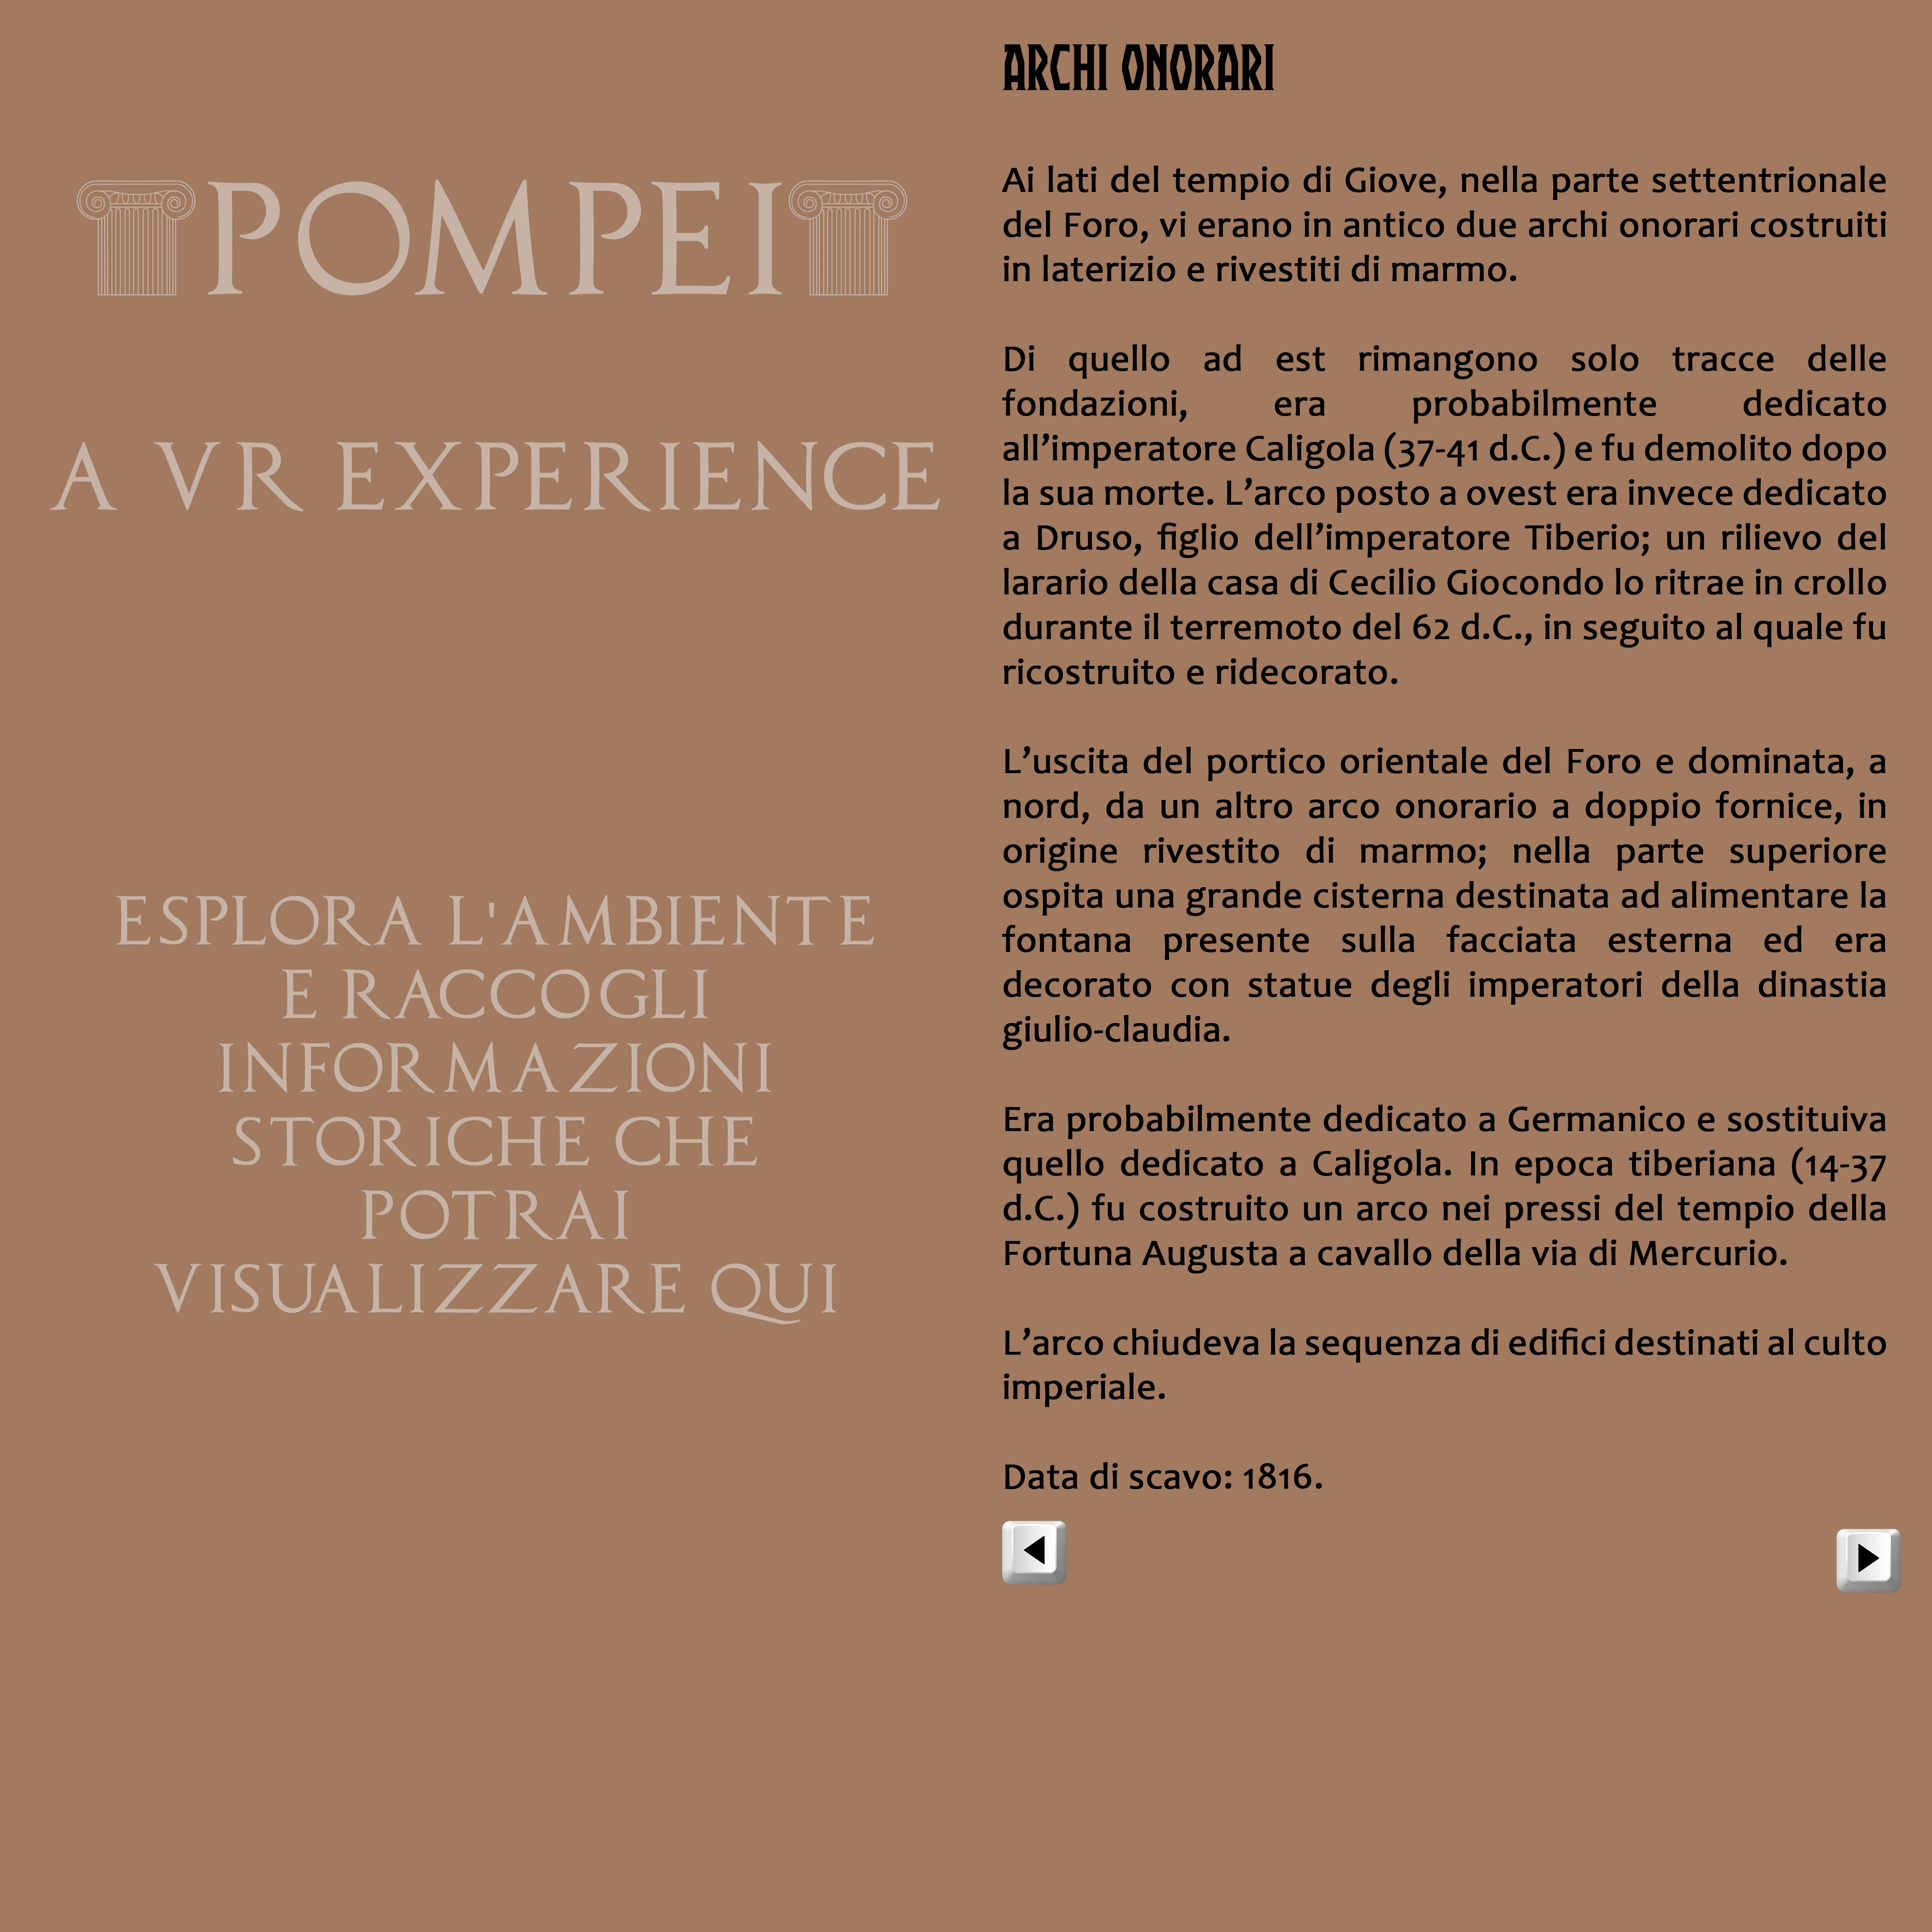 POMPEI
A VR EXPERIENCE
ESPLORA L'AMBIENTE
E RACCOGLI
INFORMAZIONI
STORICHE CHE
POTRAI
VISUALIZZARE QUI
ARCHI ONORARI
Ai lati del tempio di Giove, nella parte settentrionale
del Foro, vi erano in antico due archi onorari costruiti
in laterizio e rivestiti di marmo.
Di quello ad est rimangono solo tracce delle
fondazioni, era probabilmente dedicato
all’imperatore Caligola (37-41 d.C.) e fu demolito dopo
la sua morte. L’arco posto a ovest era invece dedicato
a Druso, figlio dell’imperatore Tiberio; un rilievo del
larario della casa di Cecilio Giocondo lo ritrae in crollo
durante il terremoto del 62 d.C., in seguito al quale fu
ricostruito e ridecorato.
L’uscita del portico orientale del Foro e dominata, a
nord, da un altro arco onorario a doppio fornice, in
origine rivestito di marmo; nella parte superiore
ospita una grande cisterna destinata ad alimentare la
fontana presente sulla facciata esterna ed era
decorato con statue degli imperatori della dinastia
giulio-claudia.
Era probabilmente dedicato a Germanico e sostituiva
quello dedicato a Caligola. In epoca tiberiana (14-37
d.C.) fu costruito un arco nei pressi del tempio della
Fortuna Augusta a cavallo della via di Mercurio.
L’arco chiudeva la sequenza di edifici destinati al culto
imperiale.
Data di scavo: 1816.